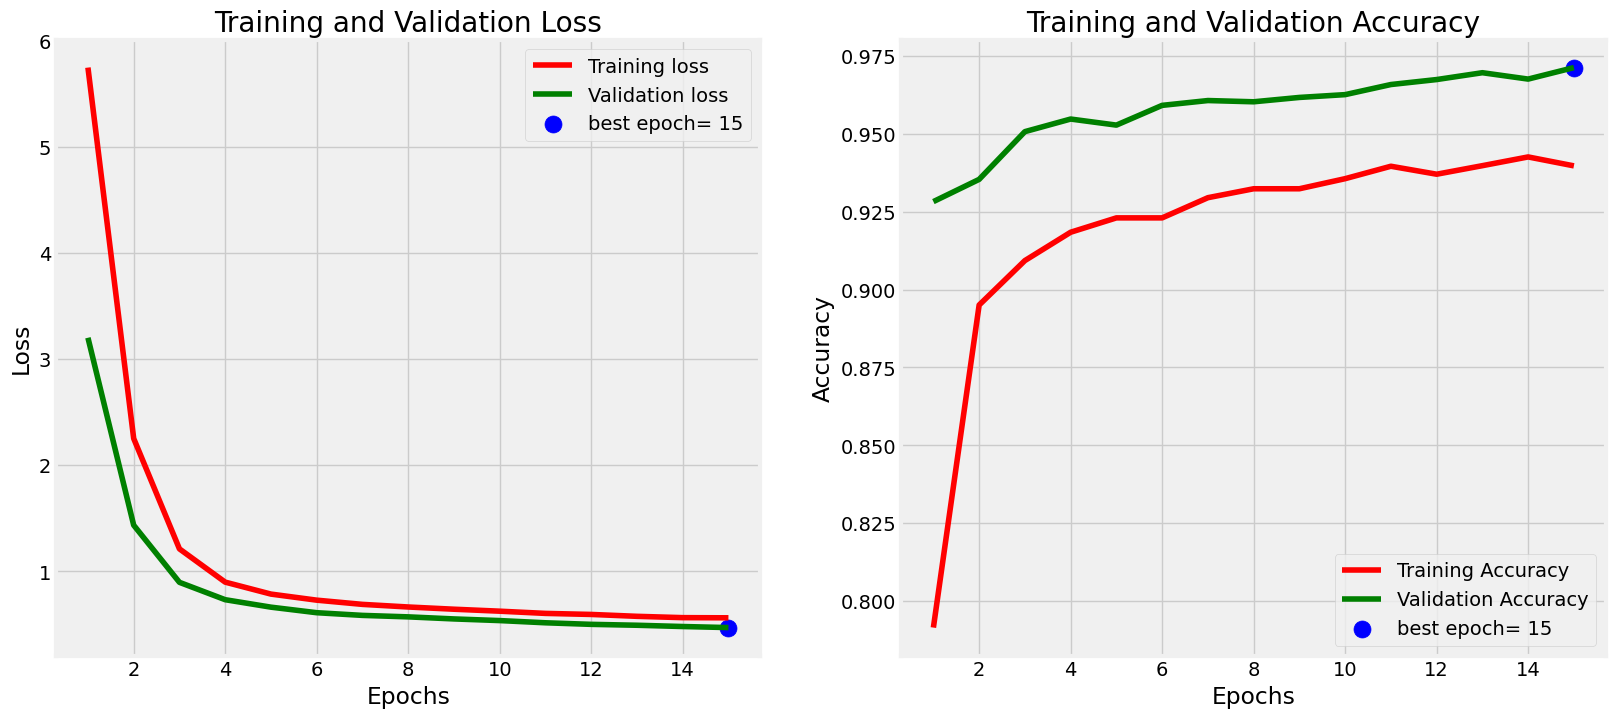 Training and Validation Loss
6
5
4
3
2
1
Loss
Training loss
Validation loss
best epoch= 15
2 4 6 8 10 12 14
Epochs
Training and Validation Accuracy
0.975
0.950
0.925
0.900
0.875
0.850
0.825
0.800
Accuracy
Training Accuracy
Validation Accuracy
best epoch= 15
2 4 6 8 10 12 14
Epochs